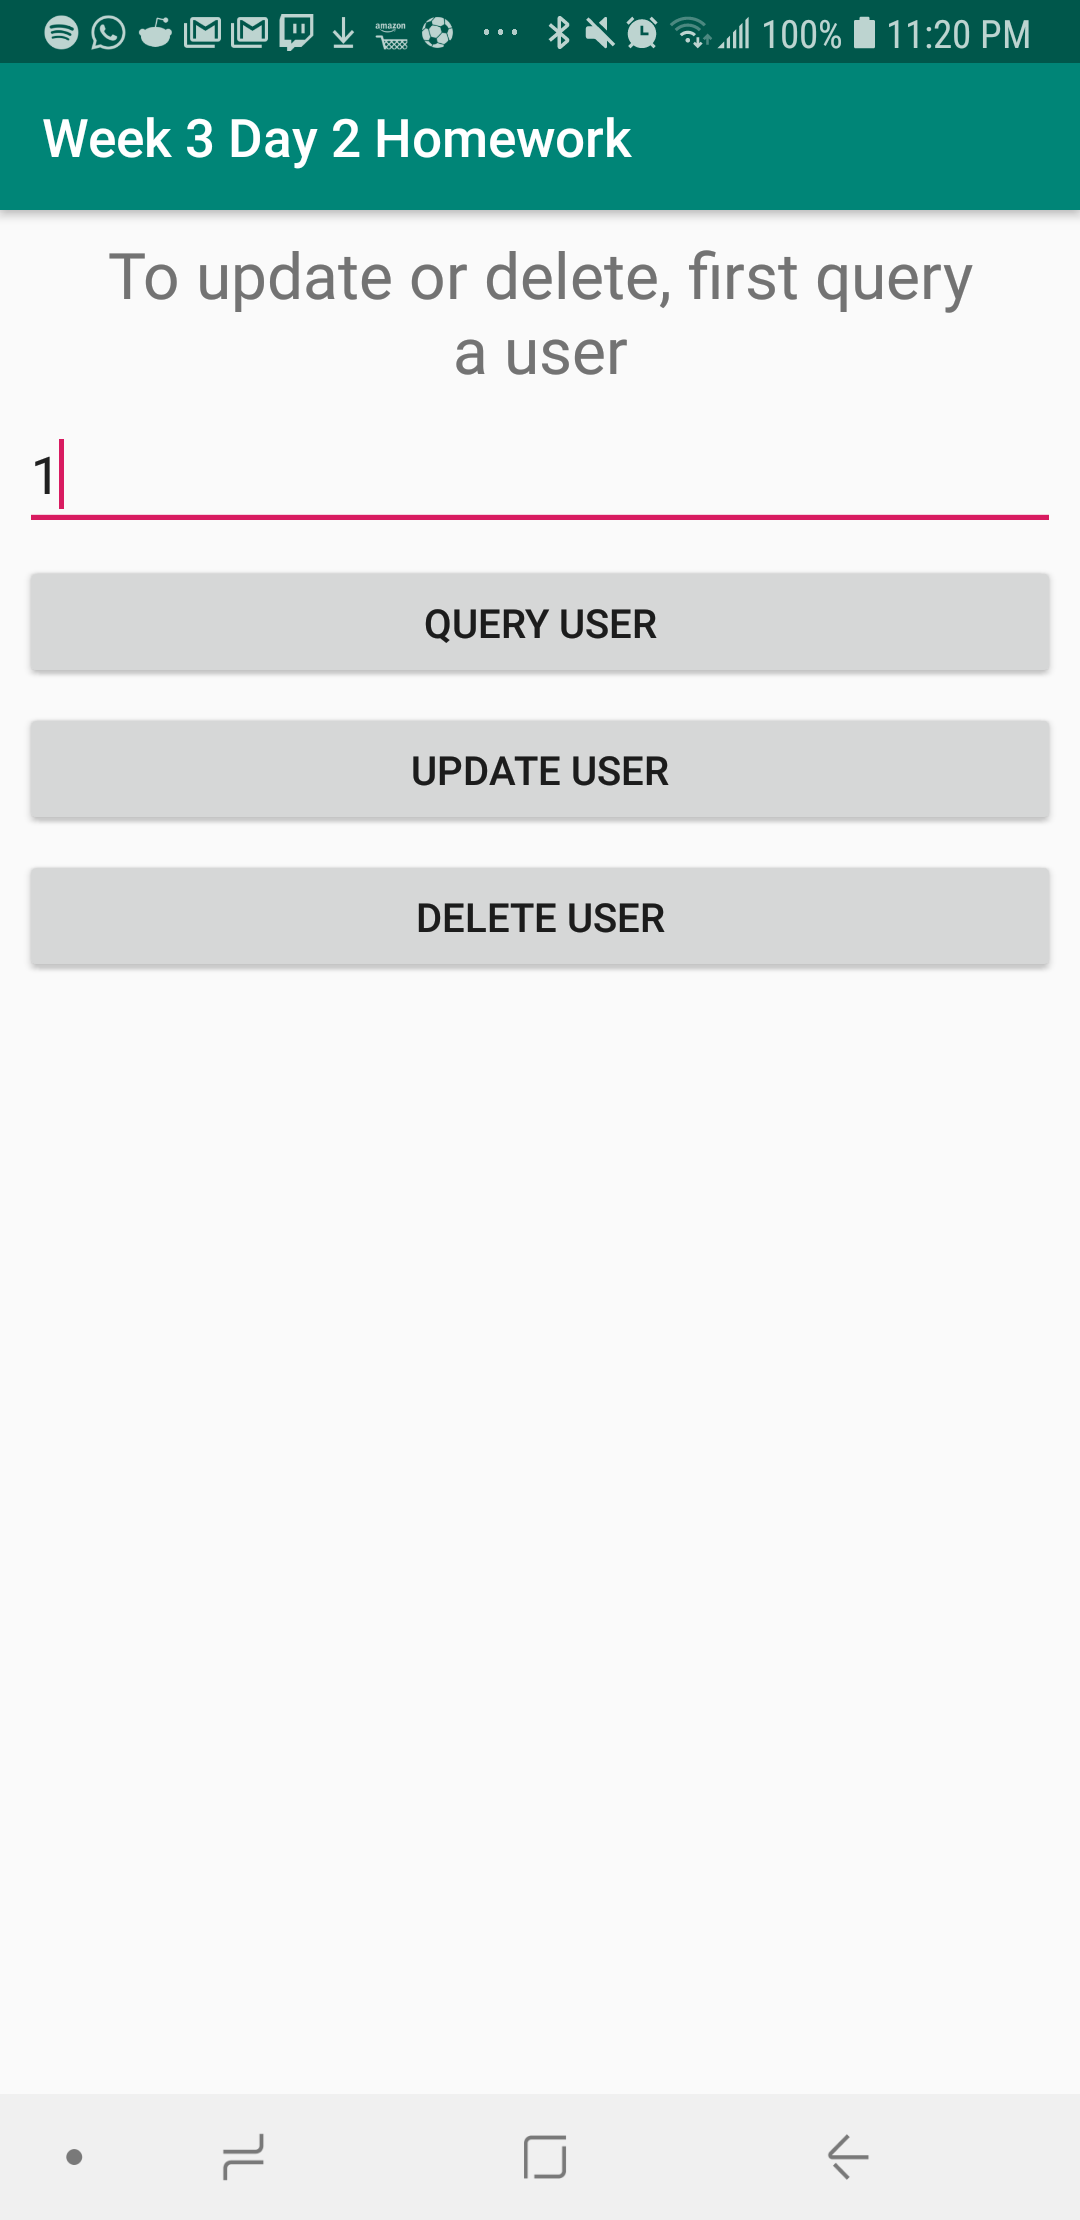 amazon
100% 11:20 PM
Week 3 Day 2 Homework
To update or delete, first query
a user
1
QUERY USER
UPDATE USER
DELETE USER